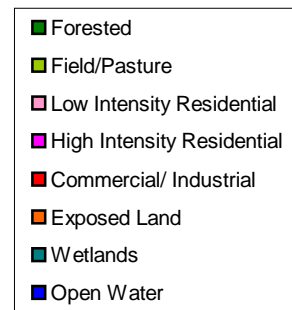 Forested
Field/Pasture
Low Intensity Residential
High Intensity Residential
Commercial/ Industrial
Exposed Land
Wetlands
Open Water